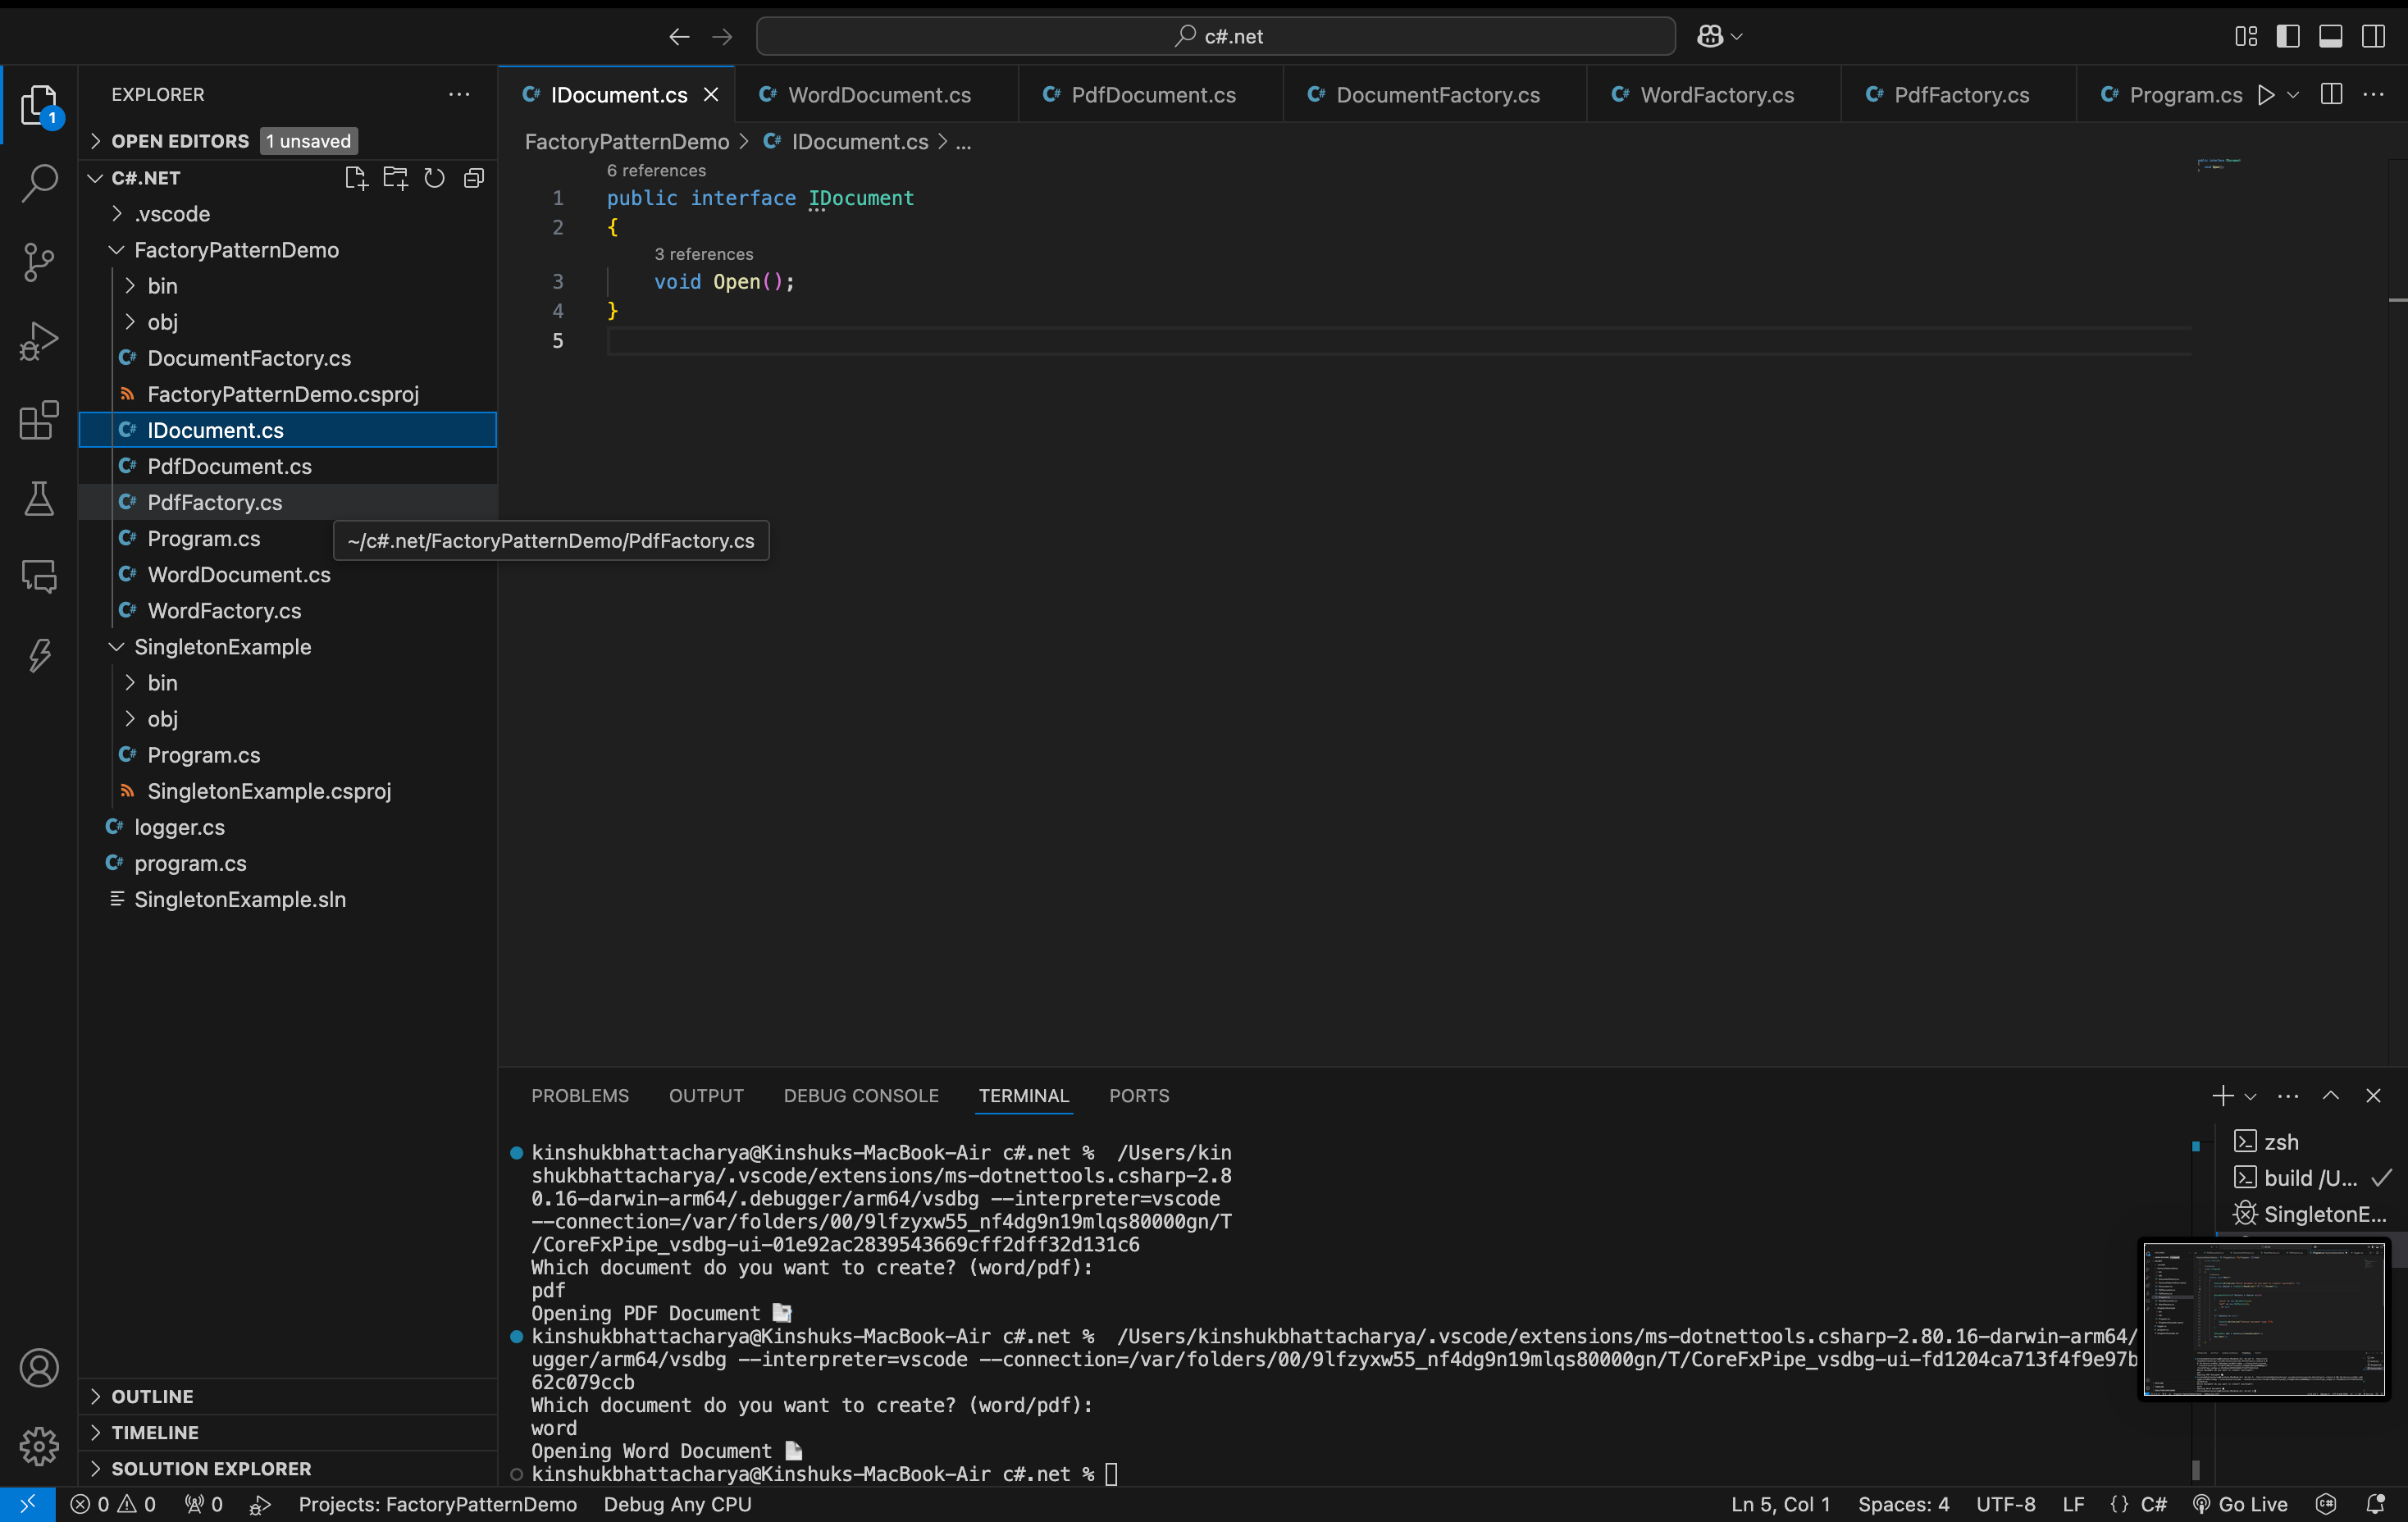 c#.net
EXPLORER
1
OPEN EDITORS 1 unsaved
C#.NET
.vscode
FactoryPatternDemo
bin
obj
DocumentFactory.cs
FactoryPatternDemo.csproj
IDocument.cs
PdfDocument.cs
PdfFactory.cs
~/c#.net/FactoryPatternDemo/PdfFactory.cs
Program.cs
WordDocument.cs
WordFactory.cs
SingletonExample
bin
obj
Program.cs
SingletonExample.csproj
logger.cs
program.cs
SingletonExample.sln
OUTLINE
TIMELINE
SOLUTION EXPLORER
IDocument.cs WordDocument.cs PdfDocument.cs DocumentFactory.cs WordFactory.cs PdfFactory.cs Program.cs
FactoryPatternDemo > IDocument.cs > ...
6 references
1 public interface IDocument
2 {
3 references
3 void Open();
4 }
5
PROBLEMS OUTPUT DEBUG CONSOLE TERMINAL PORTS
kinshukbhattacharya@Kinshuks-MacBook-Air c#.net % /Users/kin
shukbhattacharya/.vscode/extensions/ms-dotnettools.csharp-2.8
0.16-darwin-arm64/.debugger/arm64/vsdbg --interpreter=vscode
--connection=/var/folders/00/9lfzyxw55_nf4dg9n19mlqs80000gn/T
/CoreFxPipe_vsdbg-ui-01e92ac2839543669cff2dff32d131c6
Which document do you want to create? (word/pdf):
pdf
Opening PDF Document
kinshukbhattacharya@Kinshuks-MacBook-Air c#.net % /Users/kinshukbhattacharya/.vscode/extensions/ms-dotnettools.csharp-2.80.16-darwin-arm64/
ugger/arm64/vsdbg --interpreter=vscode --connection=/var/folders/00/9lfzyxw55_nf4dg9n19mlqs80000gn/T/CoreFxPipe_vsdbg-ui-fd1204ca713f4f9e97b
62c079ccb
Which document do you want to create? (word/pdf):
word
Opening Word Document
kinshukbhattacharya@Kinshuks-MacBook-Air c#.net %
zsh
build /U...
SingletonE...
0 0 0 Projects: FactoryPatternDemo Debug Any CPU Ln 5, Col 1 Spaces: 4 UTF-8 LF {} C# Go Live